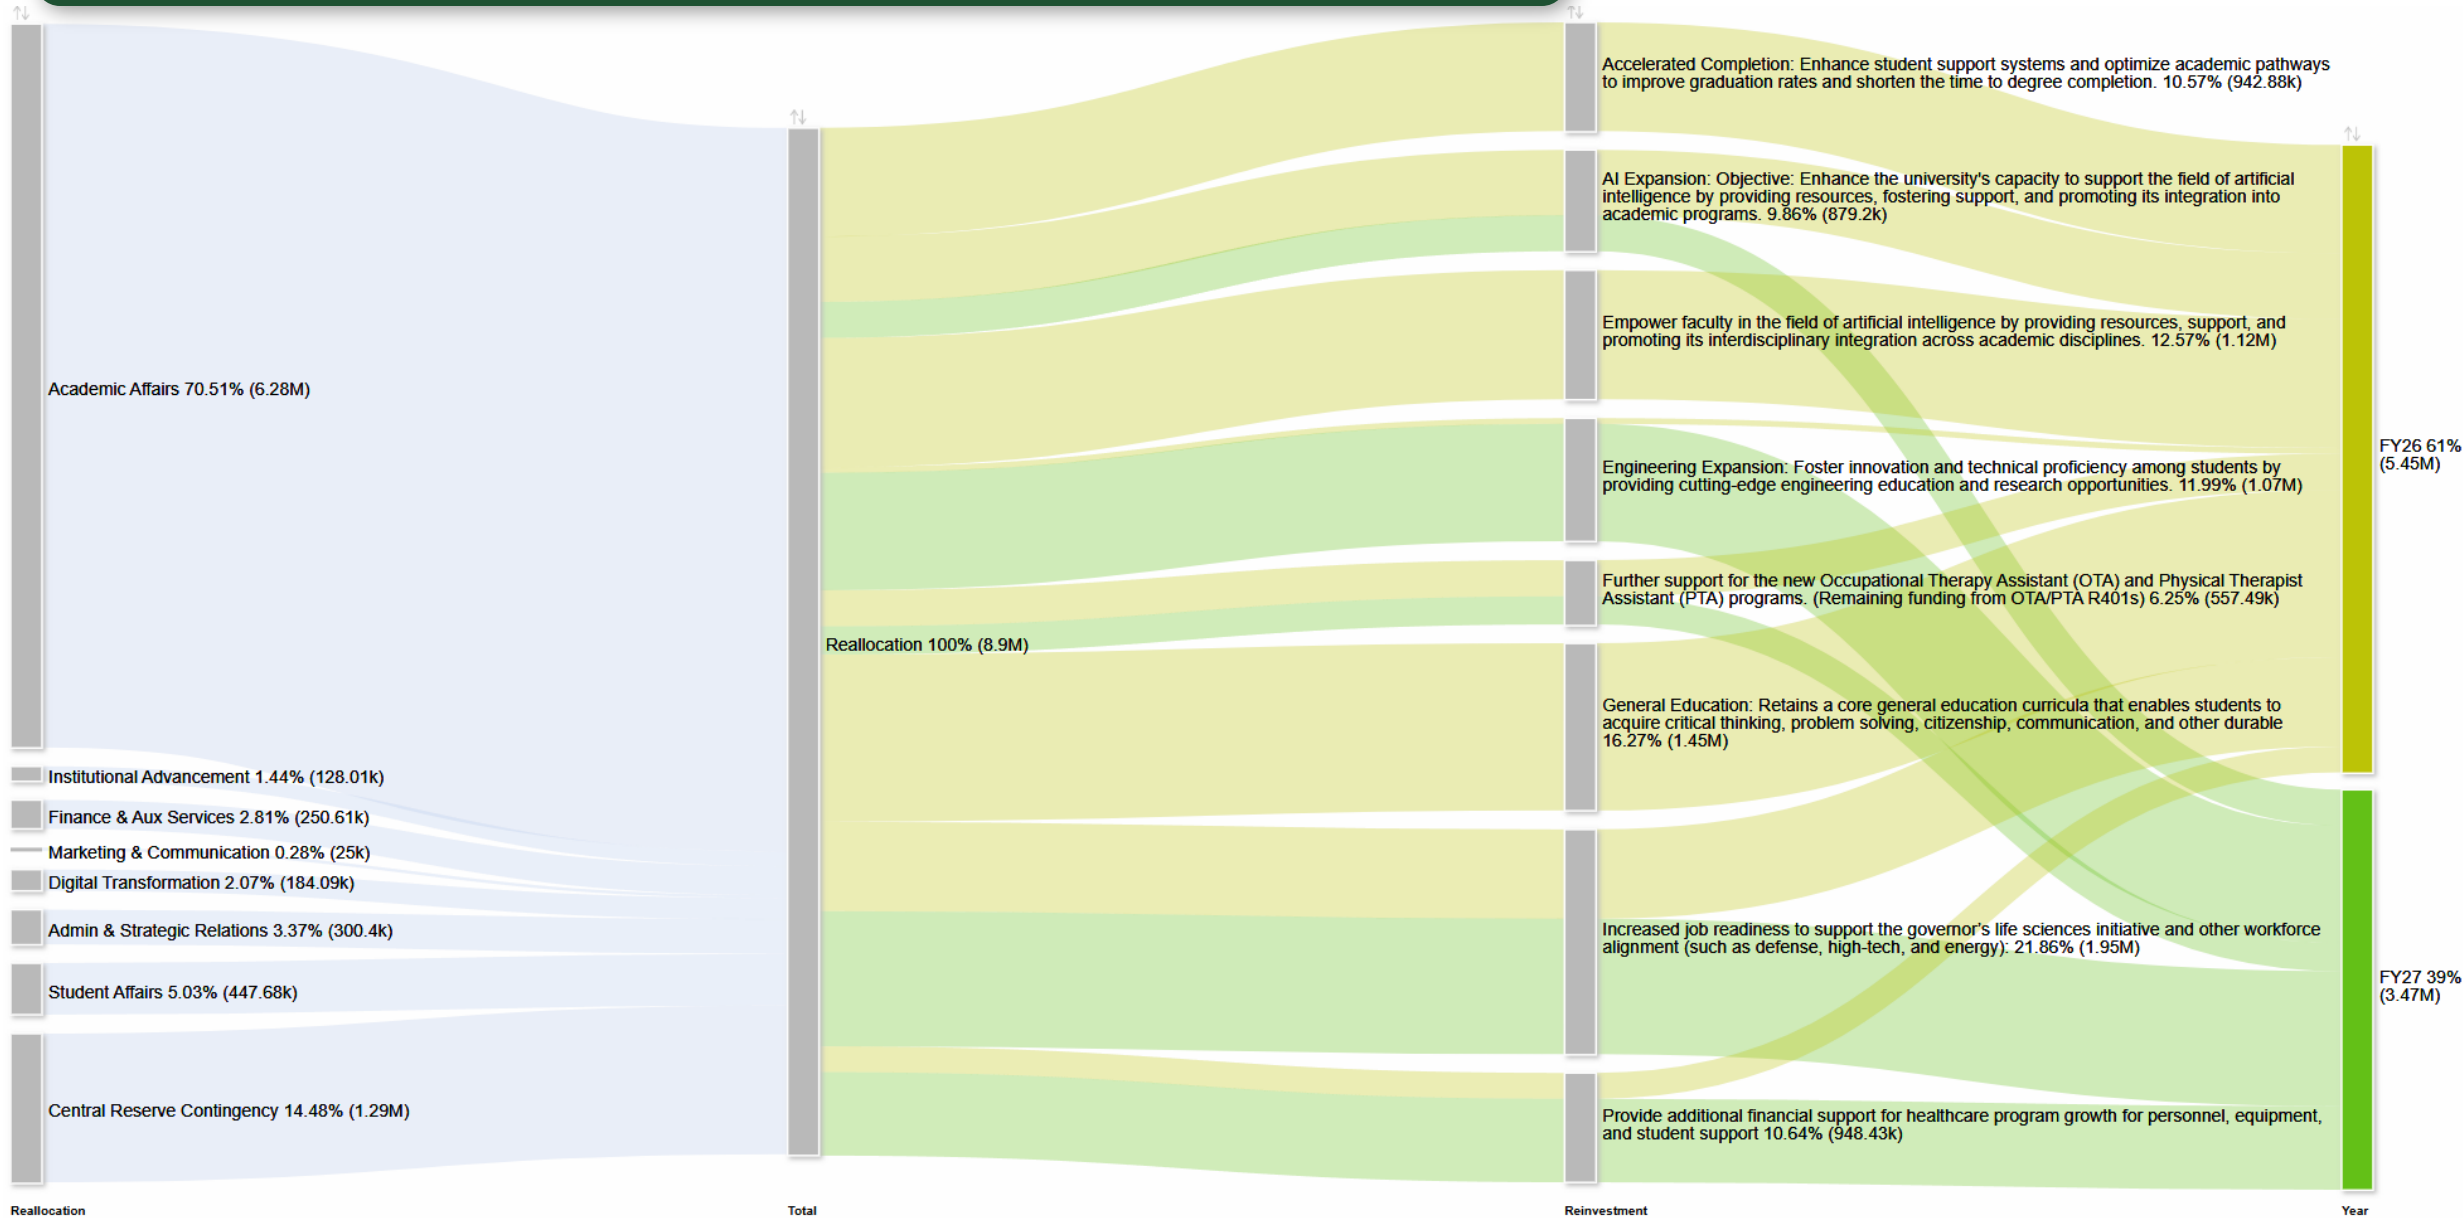 Academic Affairs 70.51% (6.28M)
Institutional Advancement 1.44% (128.01k)
Finance & Aux Services 2.81% (250.61k)
Marketing & Communication 0.28% (25k)
Digital Transformation 2.07% (184.09k)
Admin & Strategic Relations 3.37% (300.4k)
Student Affairs 5.03% (447.68k)
Central Reserve Contingency 14.48% (1.29M)
Reallocation 100% (8.9M)
Accelerated Completion: Enhance student support systems and optimize academic pathways
to improve graduation rates and shorten the time to degree completion. 10.57% (942.88k)
AI Expansion: Objective: Enhance the university's capacity to support the field of artificial
intelligence by providing resources, fostering support, and promoting its integration into
academic programs. 9.86% (879.2k)
Empower faculty in the field of artificial intelligence by providing resources, support, and
promoting its interdisciplinary integration across academic disciplines. 12.57% (1.12M)
Engineering Expansion: Foster innovation and technical proficiency among students by
providing cutting-edge engineering education and research opportunities. 11.99% (1.07M)
Further support for the new Occupational Therapy Assistant (OTA) and Physical Therapist
Assistant (PTA) programs. (Remaining funding from OTA/PTA R401s) 6.25% (557.49k)
General Education: Retains a core general education curricula that enables students to
acquire critical thinking, problem solving, citizenship, communication, and other durable
16.27% (1.45M)
Increased job readiness to support the governor's life sciences initiative and other workforce
alignment (such as defense, high-tech, and energy): 21.86% (1.95M)
Provide additional financial support for healthcare program growth for personnel, equipment,
and student support 10.64% (948.43k)
FY26 61%
(5.45M)
FY27 39%
(3.47M)
Reallocation
Total
Reinvestment
Year